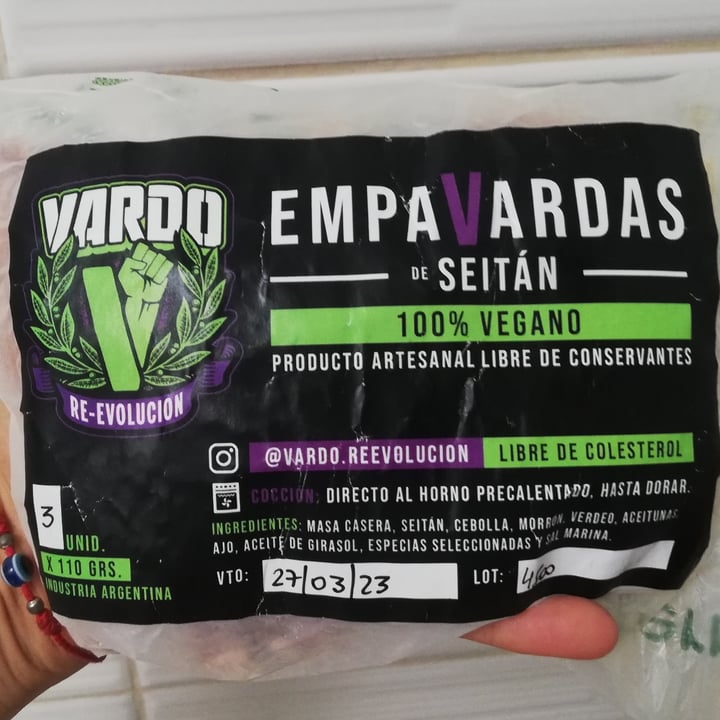 VARDO
RE-EVOLUCIÓN
EMPAVARDAS
DE SEITÁN
100% VEGANO
PRODUCTO ARTESANAL LIBRE DE CONSERVANTES
@VARDO.REEVOLUCION
LIBRE DE COLESTEROL
COCCIÓN: DIRECTO AL HORNO PRECALENTADO, HASTA DORAR.
INGREDIENTES: MASA CASERA, SEITÁN, CEBOLLA, MORRON, VERDEO, ACEITUNAS
AJO, ACEITE DE GIRASOL, ESPECIAS SELECCIONADAS Y SAL MARINA.
3 UNID.
X 110 GRS.
INDUSTRIA ARGENTINA
VTO: 27/03/23
LOT: